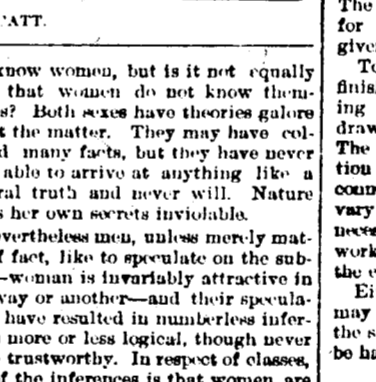 'ATT.
know women, but is it not equally
that women do not know them-
s? Both sexes have theories galore
t the matter. They may have col-
d many facts, but they have never
able to arrive at anything like a
ral truth and never will. Nature
s her own secrets inviolable.
vertheless men, unless merely mat-
f fact, like to speculate on the sub-
—woman is invariably attractive in
way or another—and their specula-
have resulted in numberless infer-
more or less logical, though never
trustworthy. In respect of classes,
f the inferences is that women are
The
for
give
To
finis
ing
draw
The
tion
coun
vary
neces
work
the e
Ei
may
the s
be ha